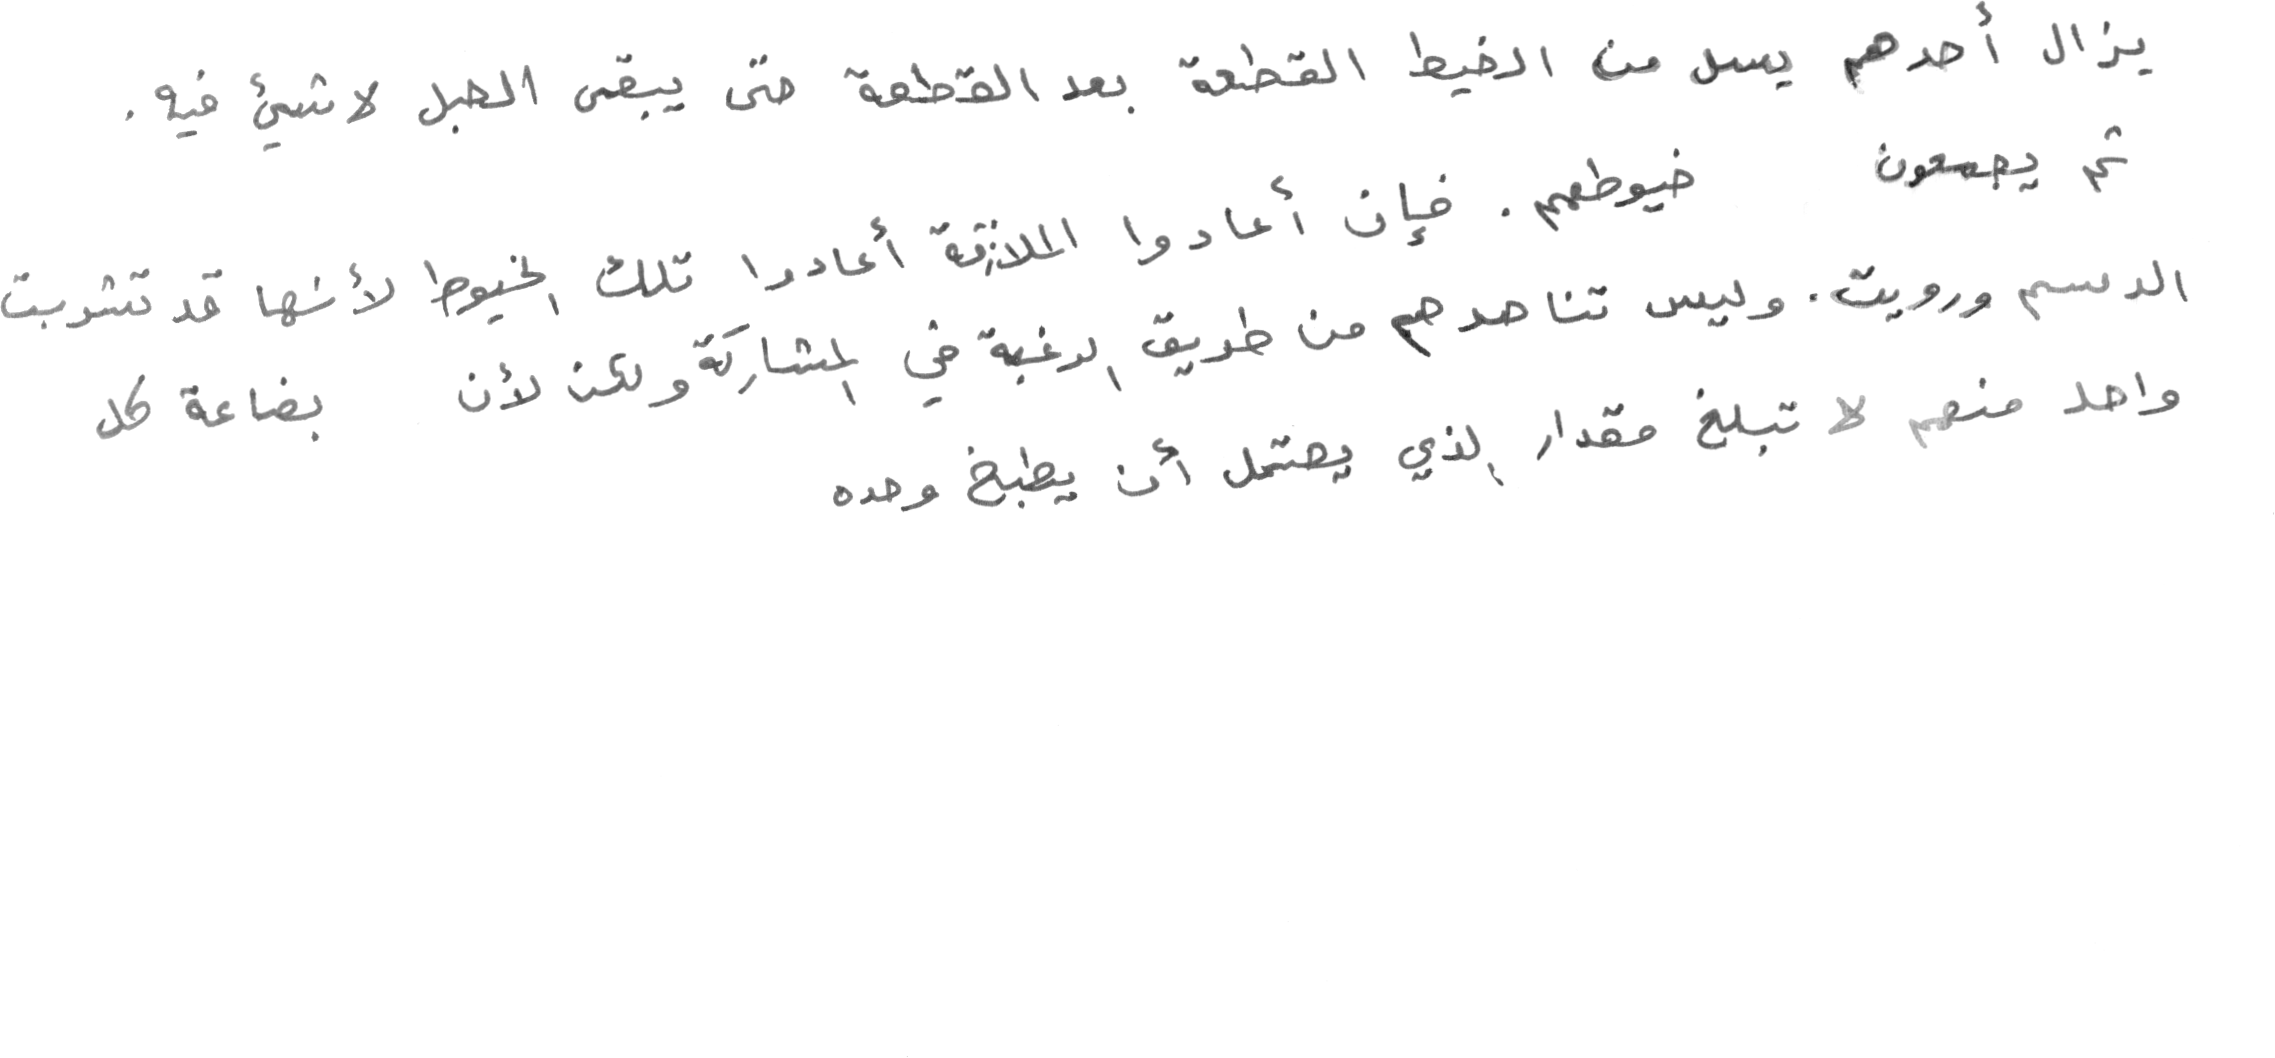 يزال أحدهم يسل من الخيط القطعة بعد القطعة حتى يبقى الحبل لا شيئ فيه .
ثم يجمعون خيوطهم . فإن أعادوا الملازقة أعادوا تلك الخيوط لأنها قد تشربت
الدسم ورويت . وليس تناهدهم من طريق الرغبة في المشاركة ولكن لأن بضاعة كل
واحد منهم لا تبلغ مقدار الذي يحتمل أن يطبخ وحده